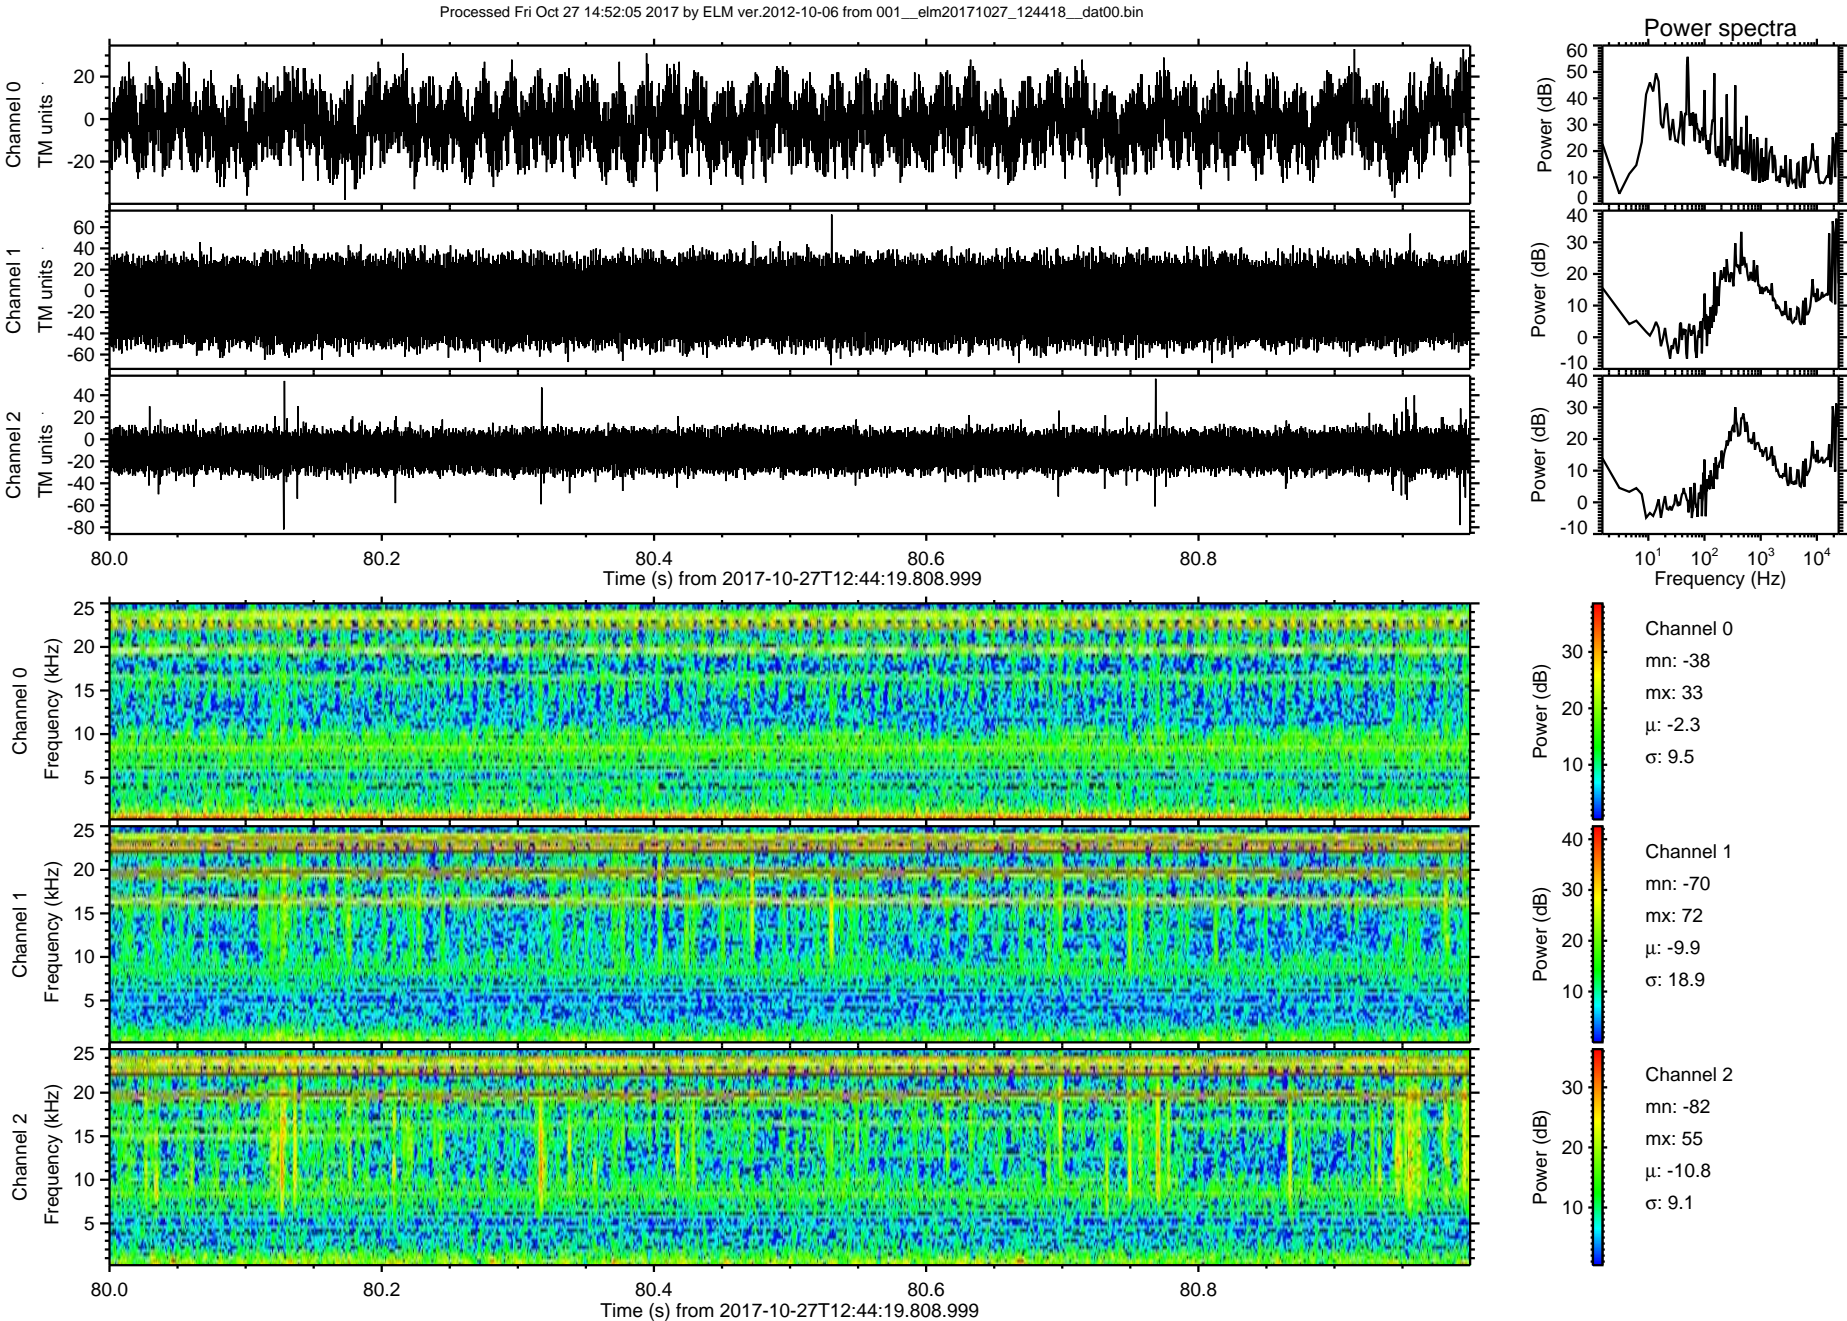 Processed Fri Oct 27 14:52:05 2017 by ELM ver.2012-10-06 from 001__elm20171027_124418__dat00.bin
Power spectra
Channel 0
TM units
20
0
-20
Power (dB)
60
50
40
30
20
10
0
Channel 1
TM units
60
40
20
0
-20
-40
-60
Power (dB)
40
30
20
10
0
-10
Channel 2
TM units
40
20
0
-20
-40
-60
-80
Power (dB)
40
30
20
10
0
-10
80.0 80.2 80.4 80.6 80.8
Time (s) from 2017-10-27T12:44:19.808.999
10¹ 10² 10³ 10⁴
Frequency (Hz)
Channel 0
Frequency (kHz)
25
20
15
10
5
Power (dB)
30
20
10
Channel 0
mn: -38
mx: 33
μ: -2.3
σ: 9.5
Channel 1
Frequency (kHz)
25
20
15
10
5
Power (dB)
40
30
20
10
Channel 1
mn: -70
mx: 72
μ: -9.9
σ: 18.9
Channel 2
Frequency (kHz)
25
20
15
10
5
Power (dB)
30
20
10
Channel 2
mn: -82
mx: 55
μ: -10.8
σ: 9.1
80.0 80.2 80.4 80.6 80.8
Time (s) from 2017-10-27T12:44:19.808.999